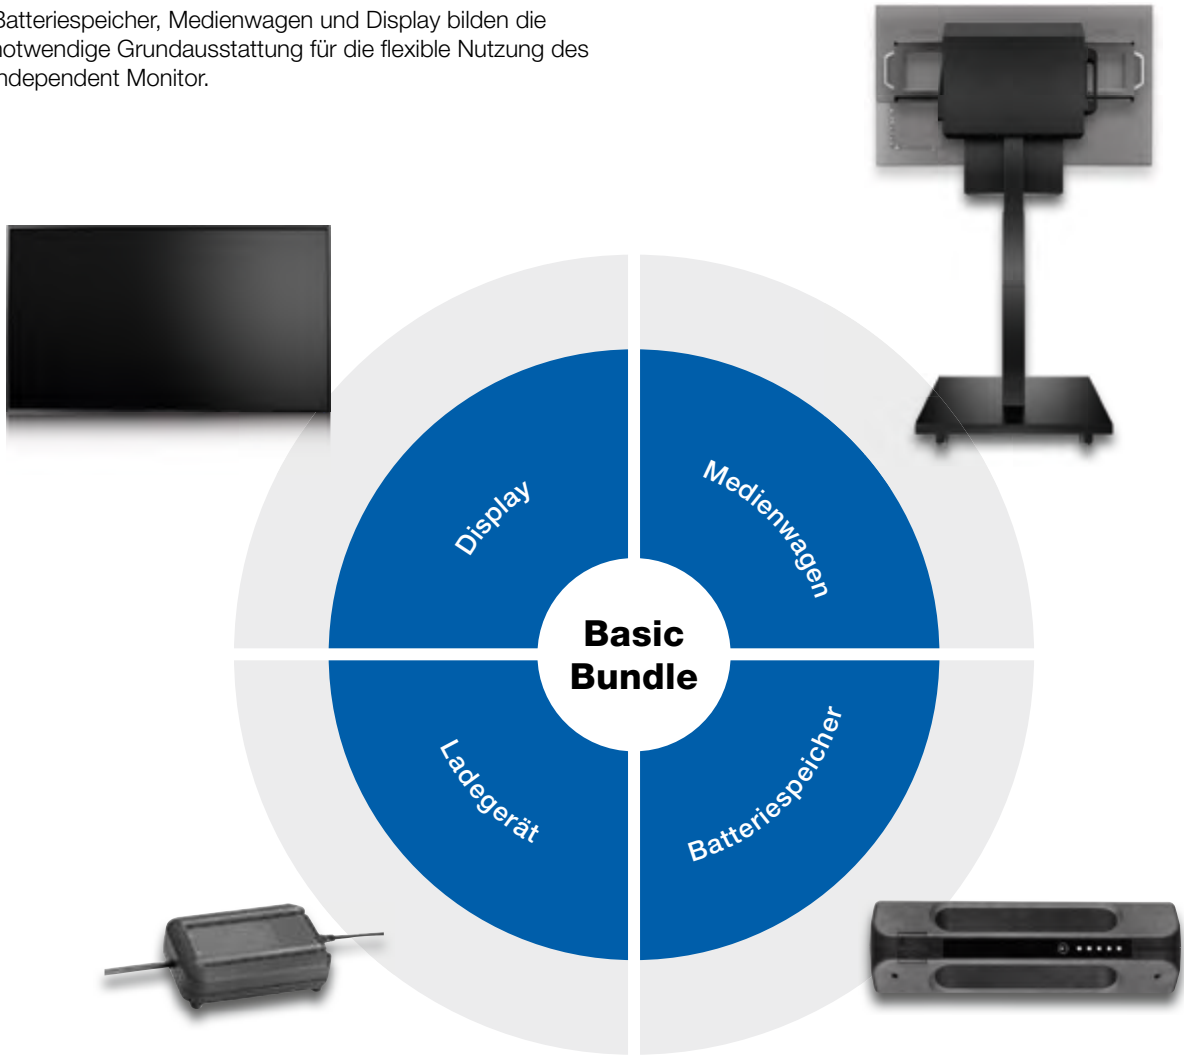 Batteriespeicher, Medienwagen und Display bilden die
notwendige Grundausstattung für die flexible Nutzung des
Independent Monitor.
Display
Medienwagen
Basic
Bundle
Ladegerät
Batteriespeicher